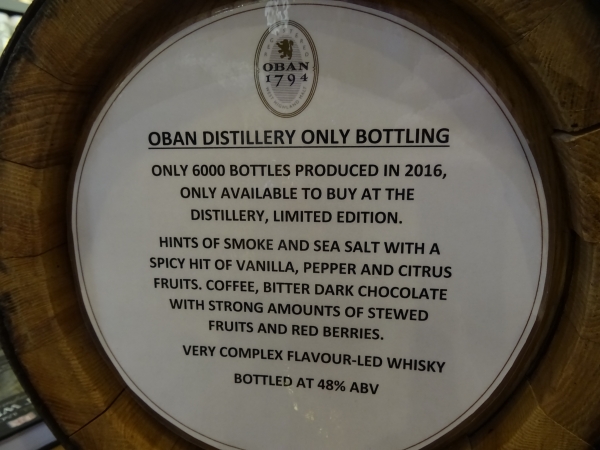 OBAN
1794
OBAN DISTILLERY ONLY BOTTLING
ONLY 6000 BOTTLES PRODUCED IN 2016,
ONLY AVAILABLE TO BUY AT THE
DISTILLERY, LIMITED EDITION.
HINTS OF SMOKE AND SEA SALT WITH A
SPICY HIT OF VANILLA, PEPPER AND CITRUS
FRUITS. COFFEE, BITTER DARK CHOCOLATE
WITH STRONG AMOUNTS OF STEWED
FRUITS AND RED BERRIES.
VERY COMPLEX FLAVOUR-LED WHISKY
BOTTLED AT 48% ABV